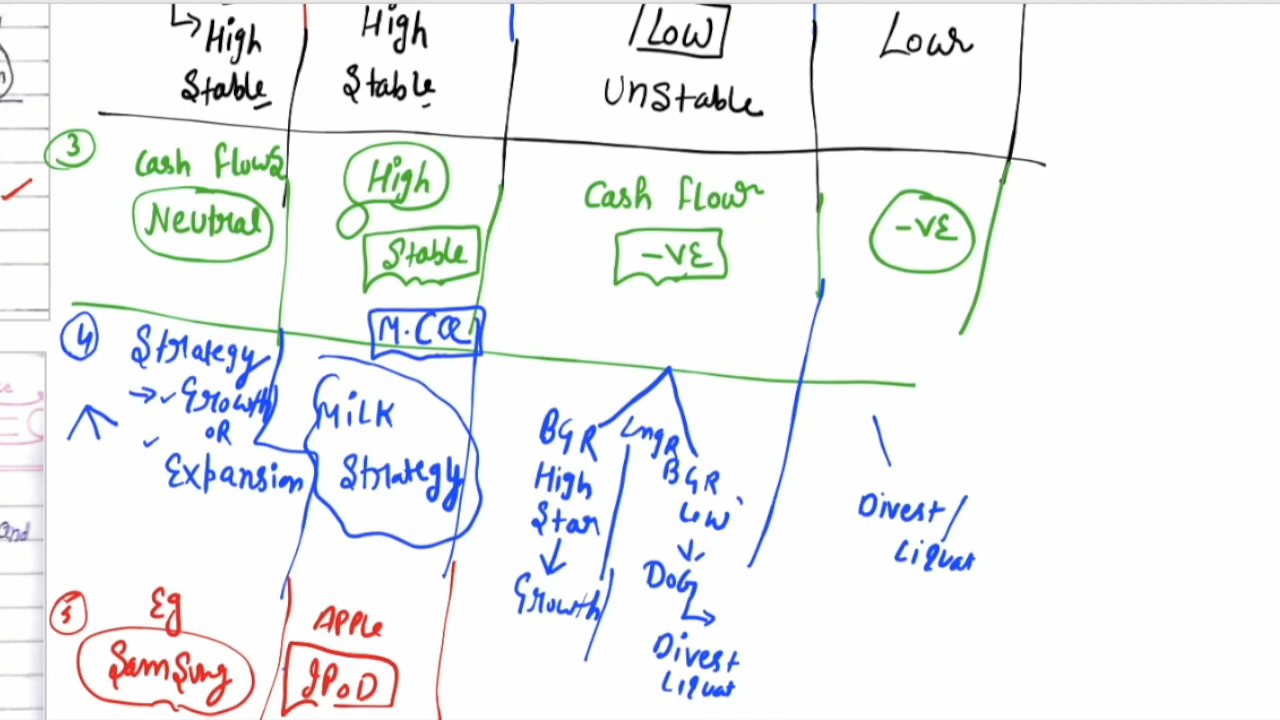 ↳ High
Stable
High
Stable
Low
Unstable
Low
3
Cash flows
Neutral
High
Stable
Cash flow
-VE
-VE
4
Strategy
→ ✓ Growth
OR
✓ Expansion
M.CQ
MILK
Strategy
BGR
High
Star
↓
Growth
BGR
Low
↓
DOG
↳
Divest
Liquat
Divest/
Liquat
5
Eg
SamSung
APPLe
IPoD
and